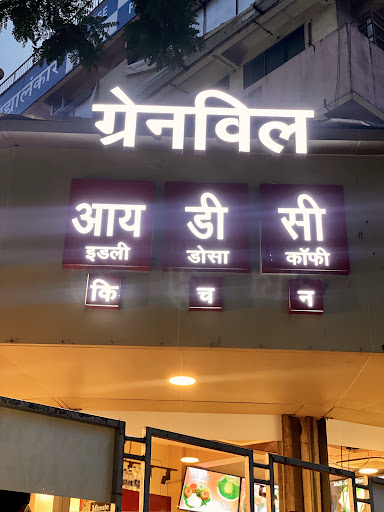 ग्रेनविल
आय डी सी
इडली डोसा कॉफी
कि च न